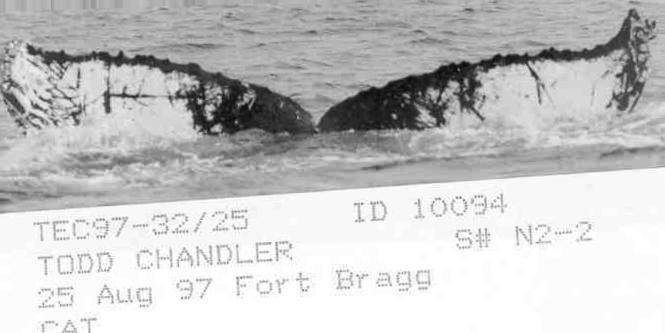 TEC97-32/25 ID 10094
TODD CHANDLER S# N2-2
25 Aug 97 Fort Bragg
CAT